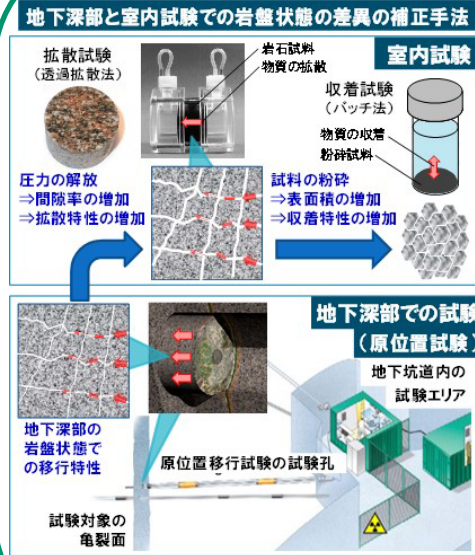 地下深部と室内試験での岩盤状態の差異の補正手法
室内試験
拡散試験
(透過拡散法)
岩石試料
物質の拡散
収着試験
(バッチ法)
物質の収着
粉砕試料
圧力の解放
⇒間隙率の増加
⇒拡散特性の増加
試料の粉砕
⇒表面積の増加
⇒収着特性の増加
地下深部での試験
(原位置試験)
地下坑道内の
試験エリア
地下深部の
岩盤状態で
の移行特性
原位置移行試験の試験孔
試験対象の
亀裂面